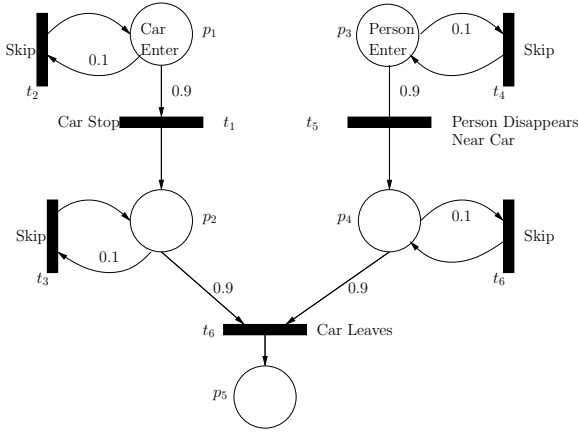 Car
Enter
p1
Skip
0.1
t2
0.9
Car Stop
t1
p3
Person
Enter
0.1
Skip
t4
0.9
t5
Person Disappears
Near Car
p2
Skip
0.1
t3
0.9
p4
0.1
Skip
t6
0.9
t6
Car Leaves
p5